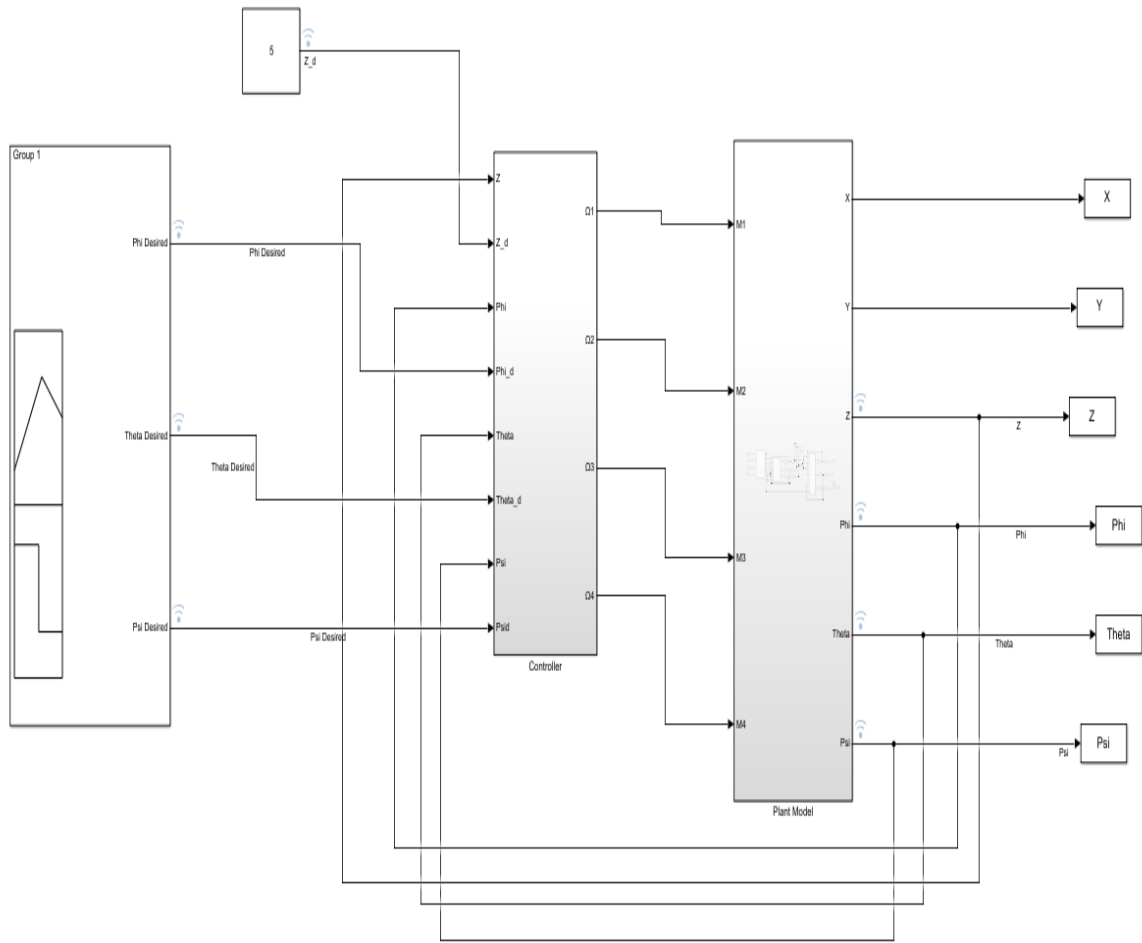 5
Z_d
Group 1
Phi Desired
Phi Desired
Theta Desired
Theta Desired
Psi Desired
Psi Desired
Z
Z_d
Phi
Phi_d
Theta
Theta_d
Psi
Psid
Ω1
Ω2
Ω3
Ω4
Controller
M1
M2
M3
M4
X
Y
Z
Phi
Theta
Psi
Plant Model
Z
Phi
Theta
Psi
X
Y
Z
Phi
Theta
Psi